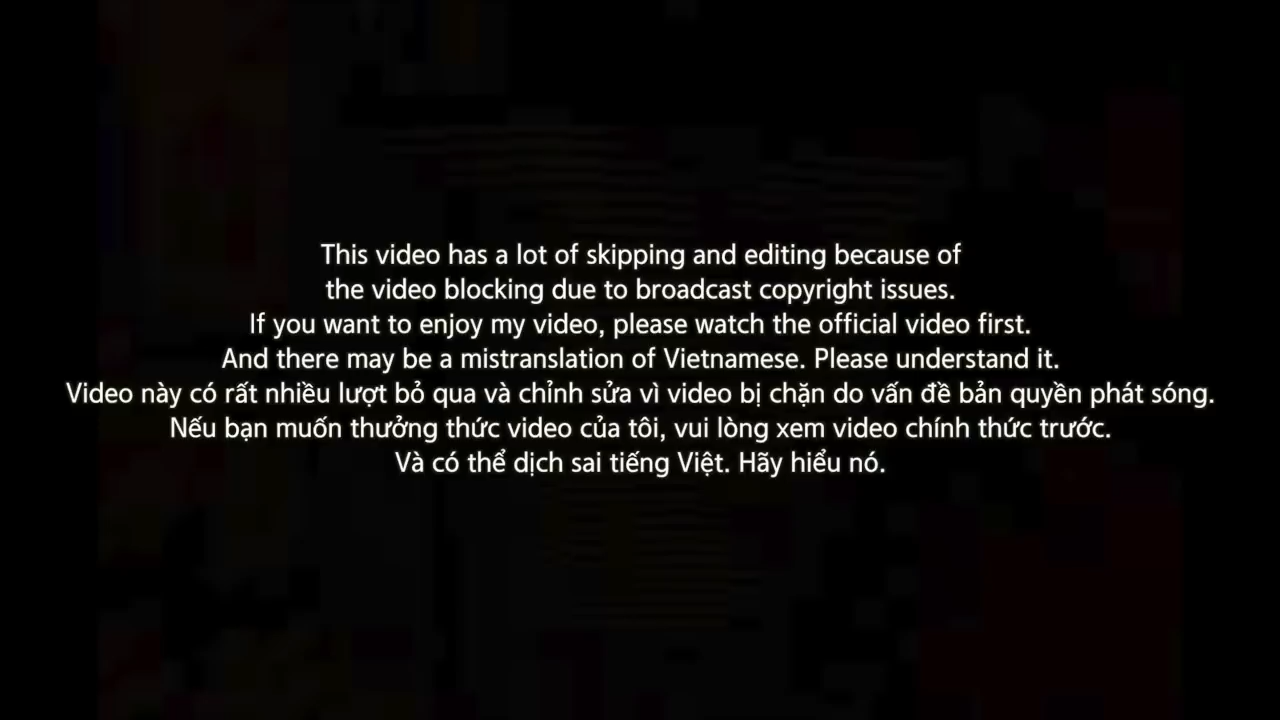 This video has a lot of skipping and editing because of
the video blocking due to broadcast copyright issues.
If you want to enjoy my video, please watch the official video first.
And there may be a mistranslation of Vietnamese. Please understand it.
Video này có rất nhiều lượt bỏ qua và chỉnh sửa vì video bị chặn do vấn đề bản quyền phát sóng.
Nếu bạn muốn thưởng thức video của tôi, vui lòng xem video chính thức trước.
Và có thể dịch sai tiếng Việt. Hãy hiểu nó.